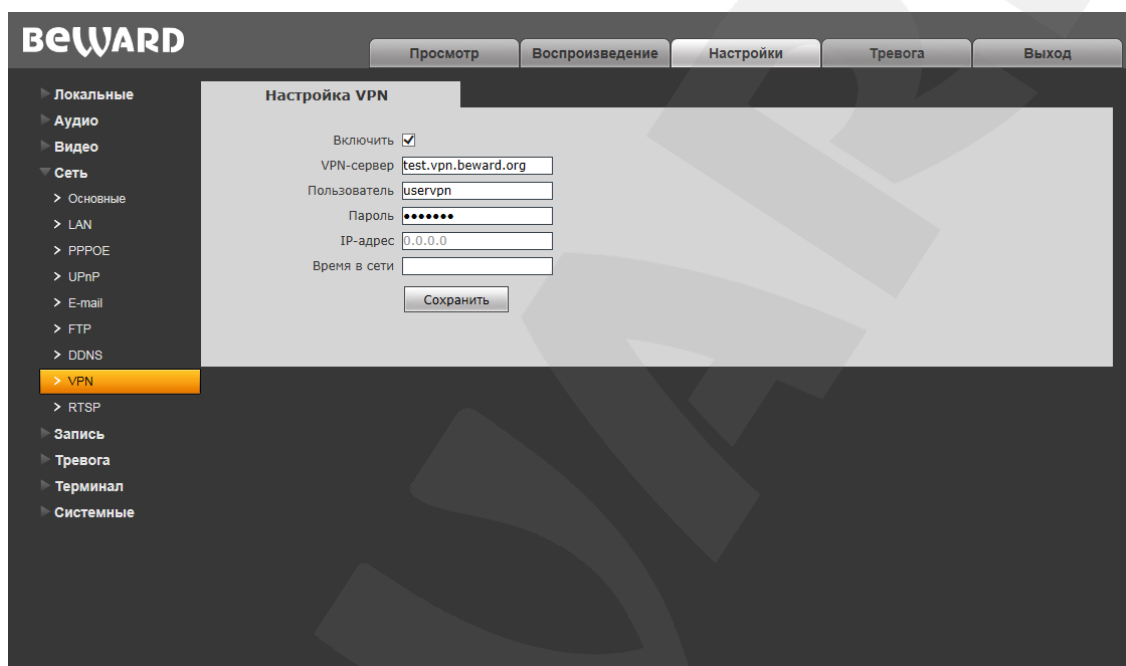 BEWARD
Просмотр
Воспроизведение
Настройки
Тревога
Выход
Локальные
Аудио
Видео
Сеть
Основные
LAN
PPPOE
UPnP
E-mail
FTP
DDNS
VPN
RTSP
Запись
Тревога
Терминал
Системные
Настройка VPN
Включить
VPN-сервер test.vpn.beward.org
Пользователь uservpn
Пароль •••••••
IP-адрес 0.0.0.0
Время в сети
Сохранить